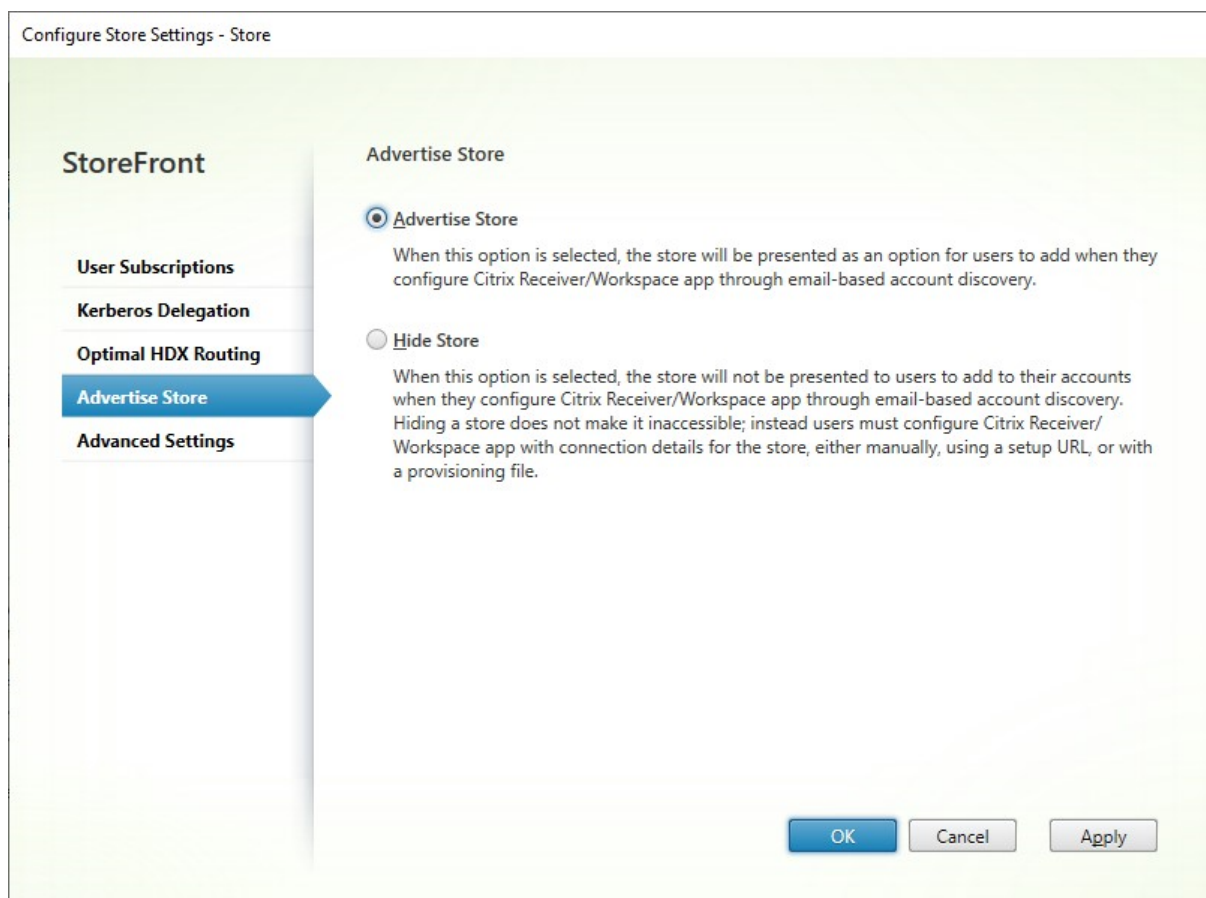 Configure Store Settings - Store
StoreFront
User Subscriptions
Kerberos Delegation
Optimal HDX Routing
Advertise Store
Advanced Settings
Advertise Store
Advertise Store
When this option is selected, the store will be presented as an option for users to add when they
configure Citrix Receiver/Workspace app through email-based account discovery.
Hide Store
When this option is selected, the store will not be presented to users to add to their accounts
when they configure Citrix Receiver/Workspace app through email-based account discovery.
Hiding a store does not make it inaccessible; instead users must configure Citrix Receiver/
Workspace app with connection details for the store, either manually, using a setup URL, or with
a provisioning file.
OK
Cancel
Apply